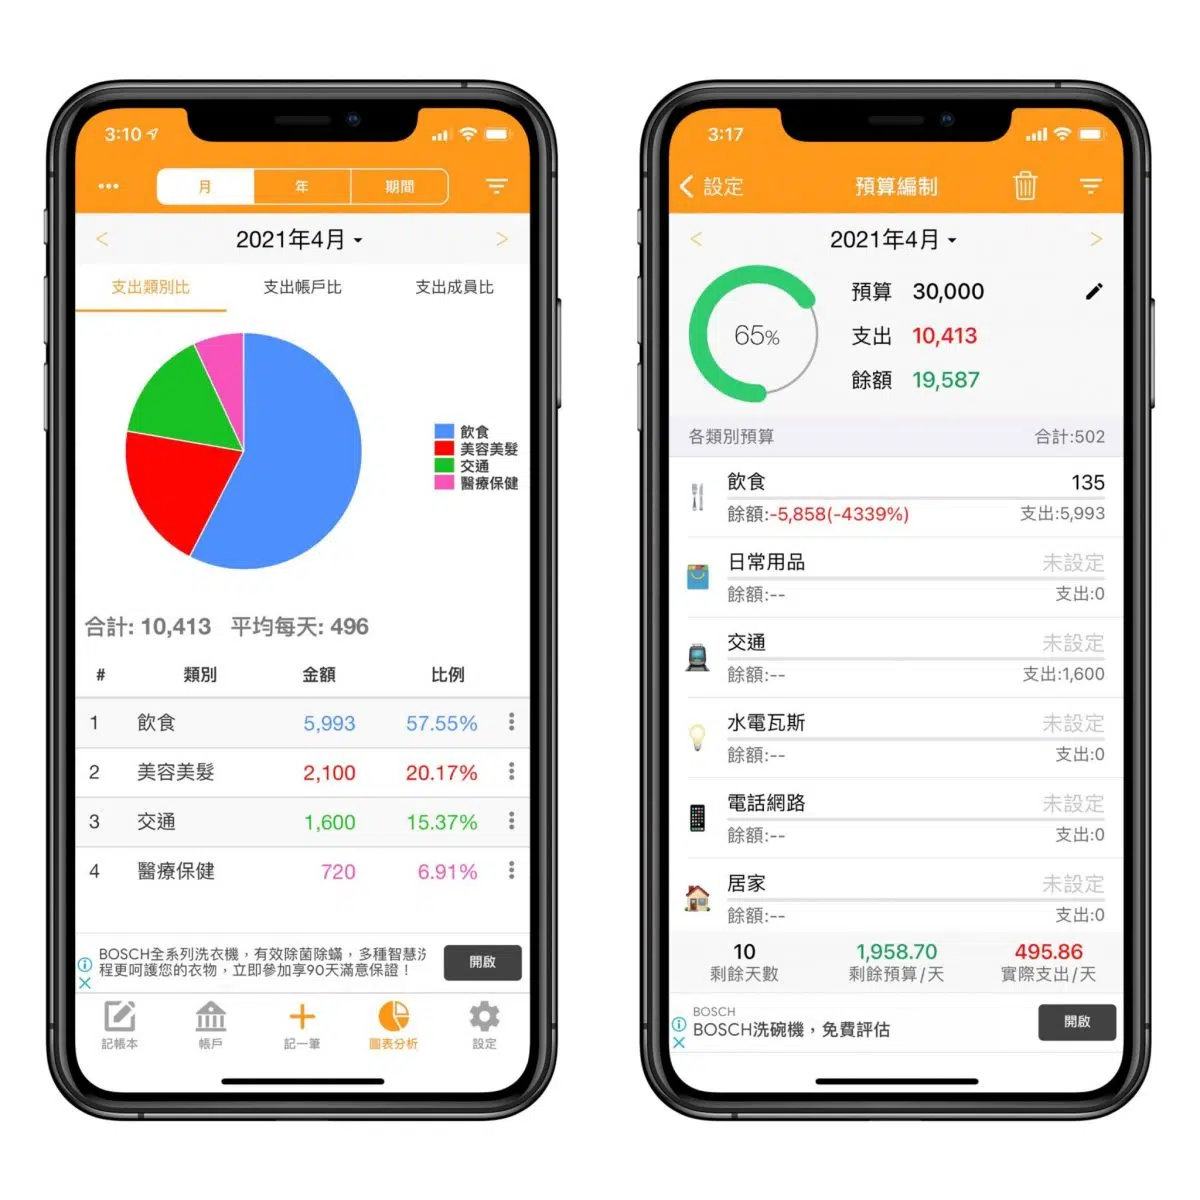 3:10
月
年
期間
2021年4月
支出類別比
支出帳戶比
支出成員比
飲食
美容美髮
交通
醫療保健
合計: 10,413 平均每天: 496
# 類別 金額 比例
1 飲食 5,993 57.55%
2 美容美髮 2,100 20.17%
3 交通 1,600 15.37%
4 醫療保健 720 6.91%
BOSCH全系列洗衣機，有效除菌除蟎，多種智慧
程更呵護您的衣物，立即參加享90天滿意保證！
開啟
記帳本
帳戶
記一筆
圖表分析
設定
3:17
設定
預算編制
2021年4月
65%
預算 30,000
支出 10,413
餘額 19,587
各類別預算 合計:502
飲食 135
餘額:-5,858(-4339%) 支出:5,993
日常用品 未設定
餘額:-- 支出:0
交通 未設定
餘額:-- 支出:1,600
水電瓦斯 未設定
餘額:-- 支出:0
電話網路 未設定
餘額:-- 支出:0
居家 未設定
餘額:-- 支出:0
10 1,958.70 495.86
剩餘天數 剩餘預算/天 實際支出/天
BOSCH
BOSCH洗碗機，免費評估
開啟